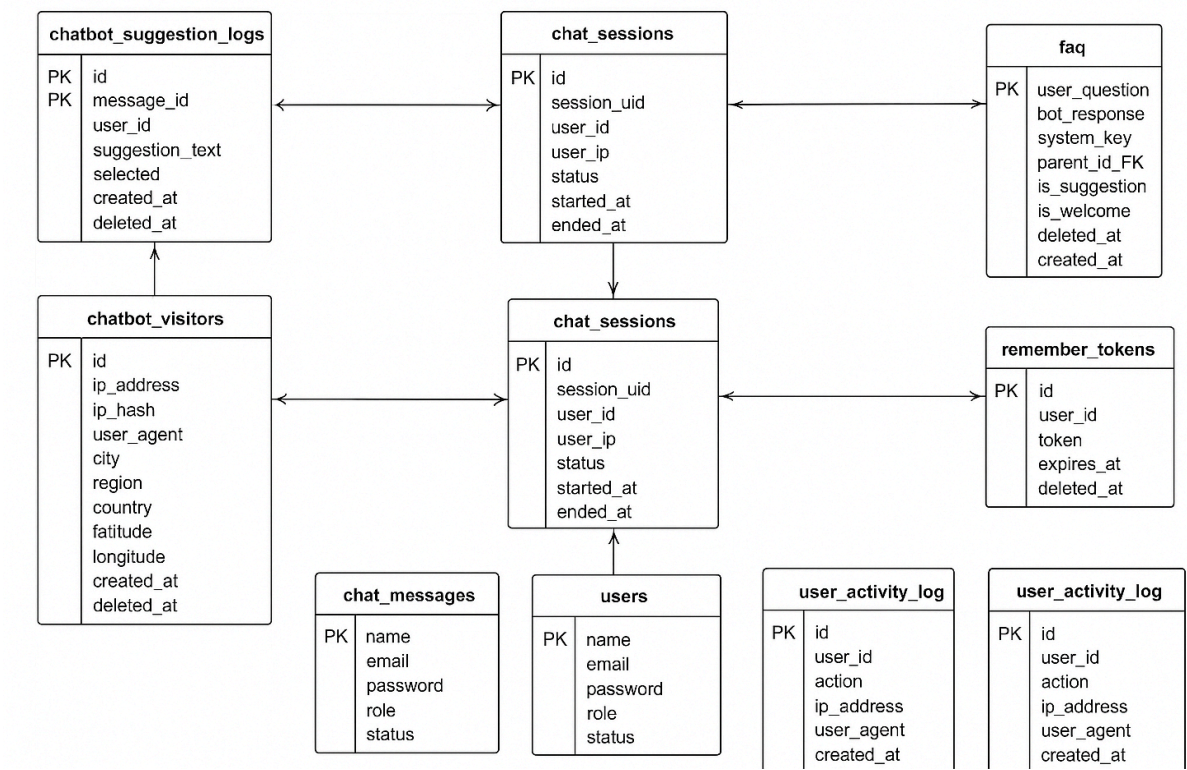 chatbot_suggestion_logs
PK id
PK message_id
user_id
suggestion_text
selected
created_at
deleted_at
chat_sessions
PK id
session_uid
user_id
user_ip
status
started_at
ended_at
faq
PK user_question
bot_response
system_key
parent_id_FK
is_suggestion
is_welcome
deleted_at
created_at
chatbot_visitors
PK id
ip_address
ip_hash
user_agent
city
region
country
fatitude
longitude
created_at
deleted_at
chat_sessions
PK id
session_uid
user_id
user_ip
status
started_at
ended_at
remember_tokens
PK id
user_id
token
expires_at
deleted_at
chat_messages
PK name
email
password
role
status
users
PK name
email
password
role
status
user_activity_log
PK id
user_id
action
ip_address
user_agent
created_at
user_activity_log
PK id
user_id
action
ip_address
user_agent
created_at